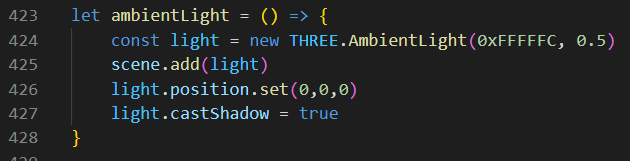 423 let ambientLight = () => {
424     const light = new THREE.AmbientLight(0xFFFFFC, 0.5)
425     scene.add(light)
426     light.position.set(0,0,0)
427     light.castShadow = true
428 }